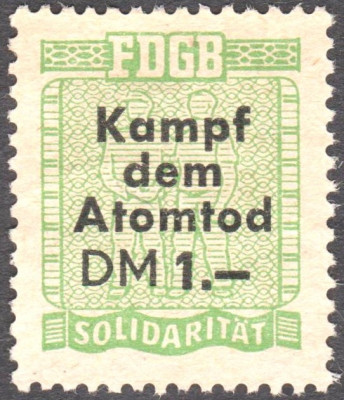 FDGB
Kampf
dem
Atomtod
DM 1.—
SOLIDARITÄT